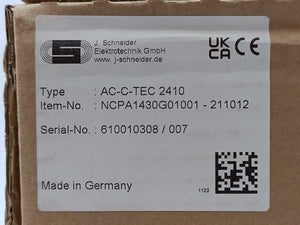 J. Schneider
Elektrotechnik GmbH
www.j-schneider.de
UK
CA
CE
Type : AC-C-TEC 2410
Item-No. : NCPA1430G01001 - 211012
Serial-No. : 610010308 / 007
Made in Germany
1123